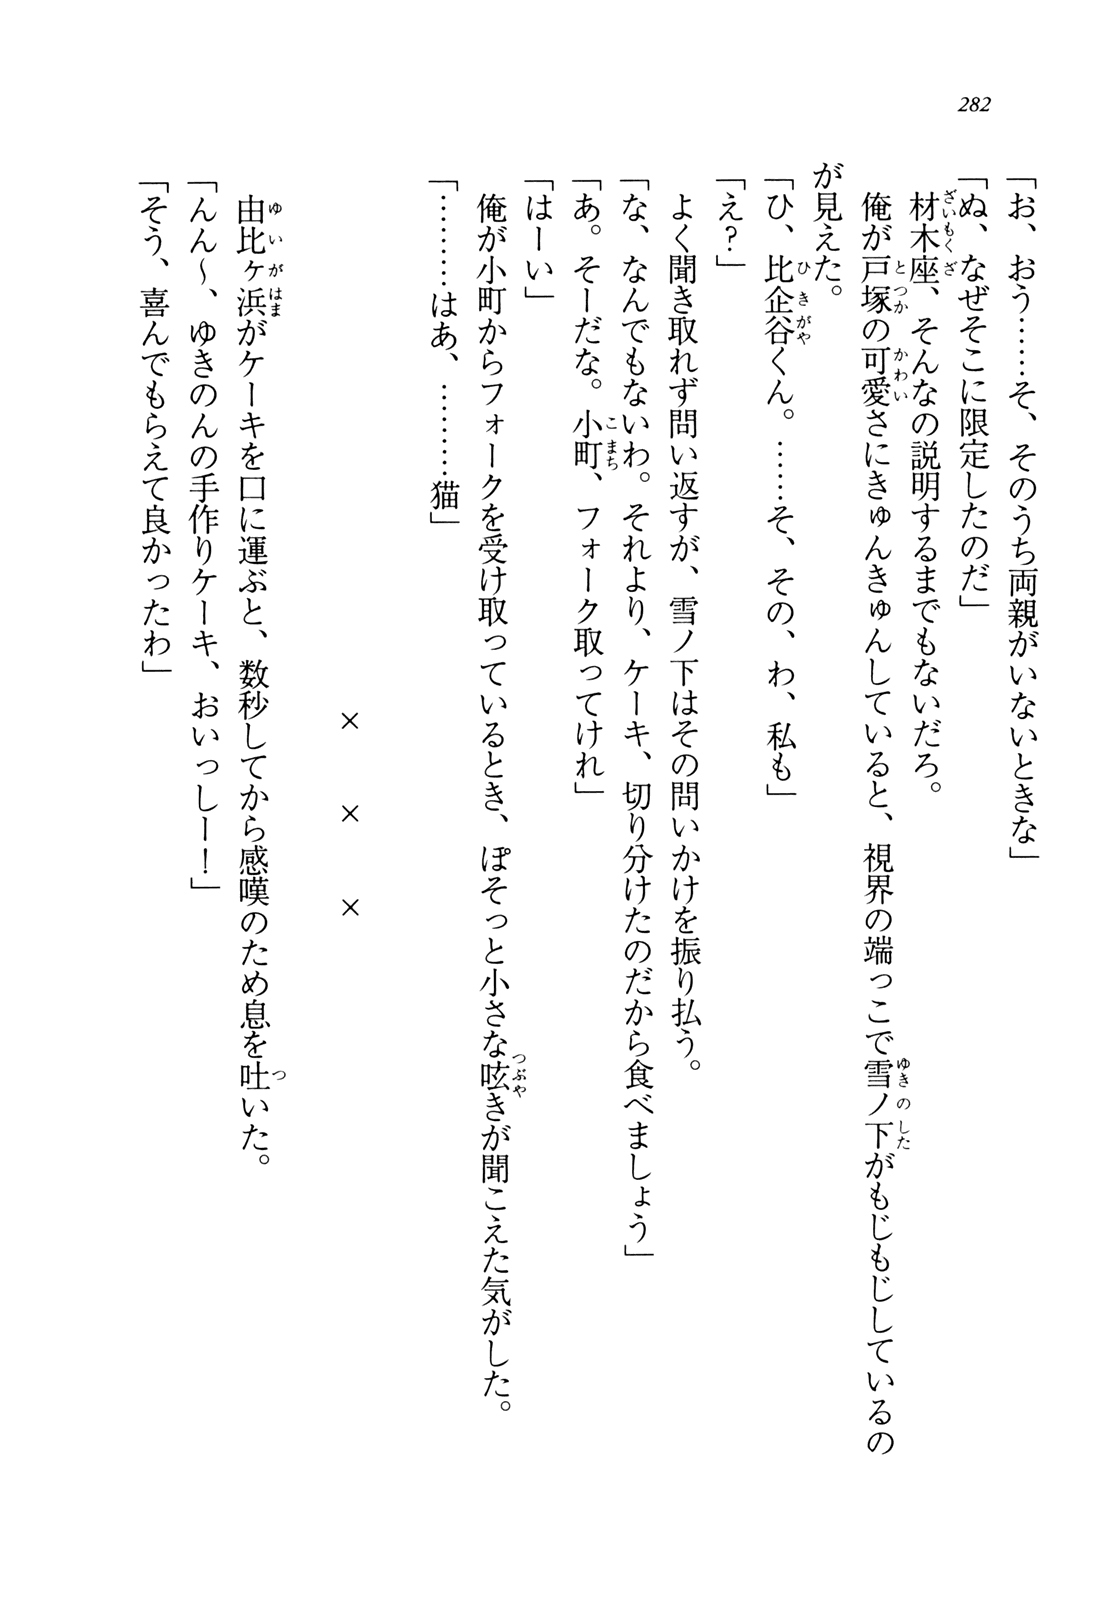 282
「お、おう……そ、そのうち両親がいないときな」
「ぬ、なぜそこに限定したのだ」
材木座、そんなの説明するまでもないだろ。
俺が戸塚の可愛さにきゅんきゅんしていると、視界の端っこで雪ノ下がもじもじしているの
が見えた。
「ひ、比企谷くん。……そ、その、わ、私も」
「え？」
よく聞き取れず問い返すが、雪ノ下はその問いかけを振り払う。
「な、なんでもないわ。それより、ケーキ、切り分けたのだから食べましょう」
「あ。そーだな。小町、フォーク取ってけれ」
「はーい」
俺が小町からフォークを受け取っているとき、ぽそっと小さな呟きが聞こえた気がした。
「………はあ、………猫」
× × ×
由比ヶ浜がケーキを口に運ぶと、数秒してから感嘆のため息を吐いた。
「んん〜、ゆきのんの手作りケーキ、おいっしー！」
「そう、喜んでもらえて良かったわ」